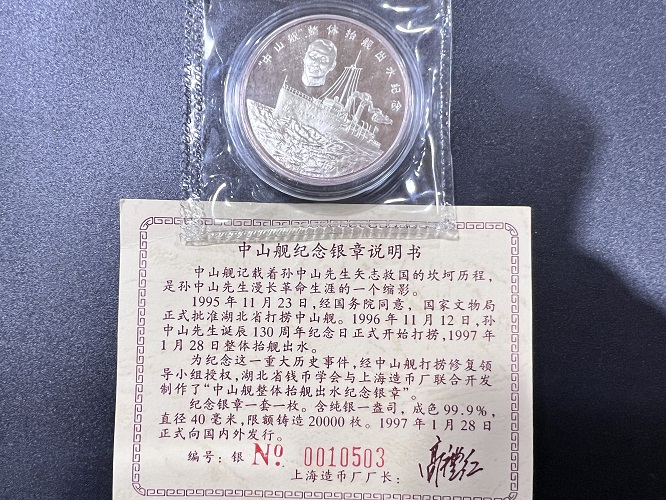 “中山舰”整体抬舰出水纪念
中山舰纪念银章说明书
中山舰记载着孙中山先生矢志救国的坎坷历程，
是孙中山先生漫长革命生涯的一个缩影。
1995年11月23日，经国务院同意，国家文物局
正式批准湖北省打捞中山舰。1996年11月12日，孙
中山先生诞辰130周年纪念日正式开始打捞，1997年
1月28日整体抬舰出水。
为纪念这一重大历史事件，经中山舰打捞修复领
导小组授权，湖北省钱币学会与上海造币厂联合开发
制作了“中山舰整体抬舰出水纪念银章”。
纪念银章一套一枚。含纯银一盎司，成色99.9%，
直径40毫米，限额铸造20000枚。1997年1月28日
正式向国内外发行。
编号：银 № 0010503
上海造币厂厂长：